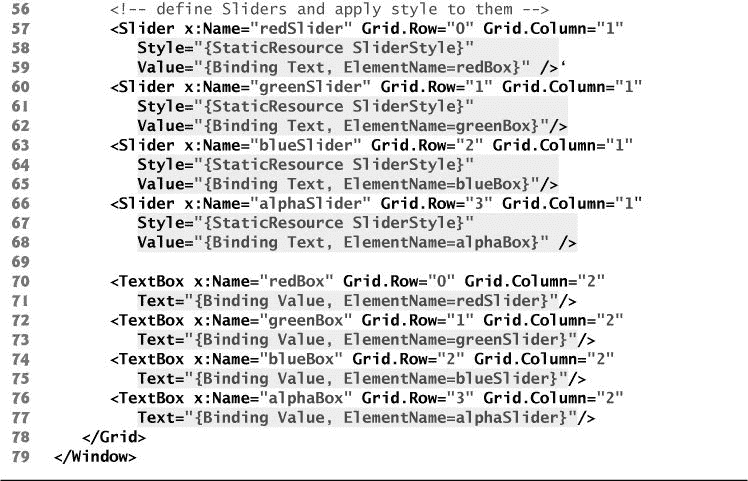 56 <!-- define Sliders and apply style to them -->
57 <Slider x:Name="redSlider" Grid.Row="0" Grid.Column="1"
58 Style="{StaticResource SliderStyle}"
59 Value="{Binding Text, ElementName=redBox}" />‘
60 <Slider x:Name="greenSlider" Grid.Row="1" Grid.Column="1"
61 Style="{StaticResource SliderStyle}"
62 Value="{Binding Text, ElementName=greenBox}"/>
63 <Slider x:Name="blueSlider" Grid.Row="2" Grid.Column="1"
64 Style="{StaticResource SliderStyle}"
65 Value="{Binding Text, ElementName=blueBox}"/>
66 <Slider x:Name="alphaSlider" Grid.Row="3" Grid.Column="1"
67 Style="{StaticResource SliderStyle}"
68 Value="{Binding Text, ElementName=alphaBox}" />
69
70 <TextBox x:Name="redBox" Grid.Row="0" Grid.Column="2"
71 Text="{Binding Value, ElementName=redSlider}"/>
72 <TextBox x:Name="greenBox" Grid.Row="1" Grid.Column="2"
73 Text="{Binding Value, ElementName=greenSlider}"/>
74 <TextBox x:Name="blueBox" Grid.Row="2" Grid.Column="2"
75 Text="{Binding Value, ElementName=blueSlider}"/>
76 <TextBox x:Name="alphaBox" Grid.Row="3" Grid.Column="2"
77 Text="{Binding Value, ElementName=alphaSlider}"/>
78 </Grid>
79 </Window>